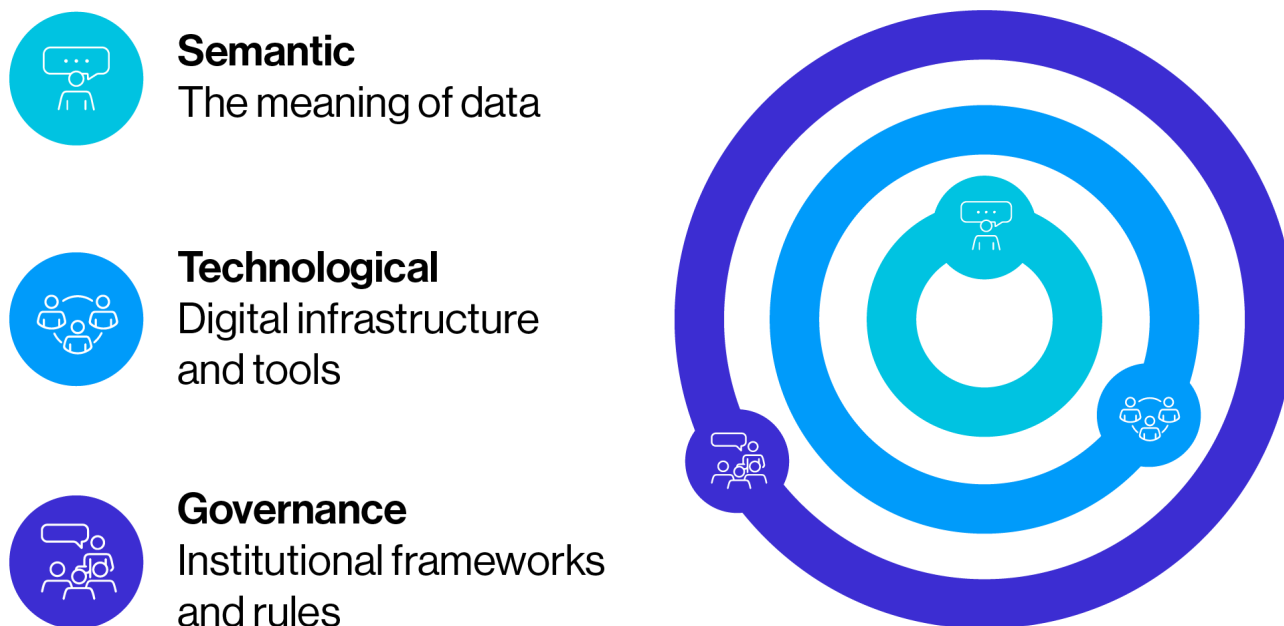 Semantic
The meaning of data
Technological
Digital infrastructure
and tools
Governance
Institutional frameworks
and rules